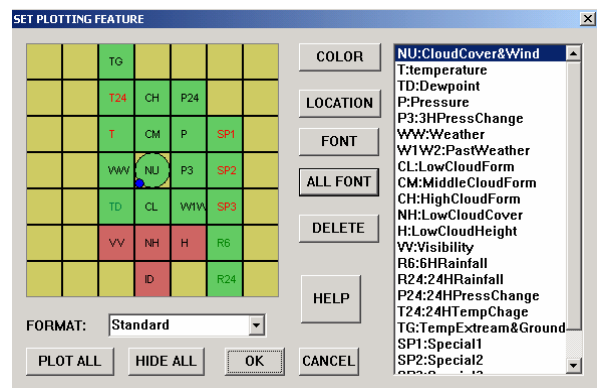 SET PLOTTING FEATURE
TG
T24 CH P24
T CM P SP1
WW NU P3 SP2
TD CL W1W SP3
VV NH H R6
ID R24
FORMAT: Standard
PLOT ALL HIDE ALL OK CANCEL
COLOR
LOCATION
FONT
ALL FONT
DELETE
HELP
NU:CloudCover&Wind
T:temperature
TD:Dewpoint
P:Pressure
P3:3HPressChange
WW:Weather
W1W2:PastWeather
CL:LowCloudForm
CM:MiddleCloudForm
CH:HighCloudForm
NH:LowCloudCover
H:LowCloudHeight
VV:Visibility
R6:6HRainfall
R24:24HRainfall
P24:24HPressChange
T24:24HTempChage
TG:TempExtream&Ground
SP1:Special1
SP2:Special2